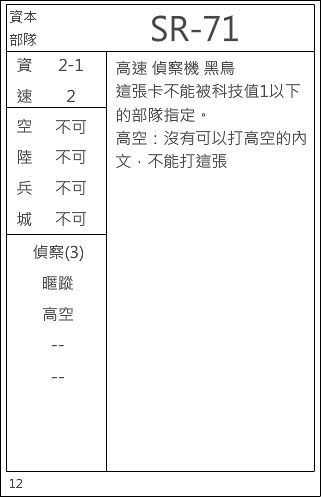 資本
部隊
SR-71
資 2-1
速 2
空 不可
陸 不可
兵 不可
城 不可
偵察(3)
匿蹤
高空
--
--
高速 偵察機 黑鳥
這張卡不能被科技值1以下
的部隊指定。
高空：沒有可以打高空的內
文，不能打這張
12